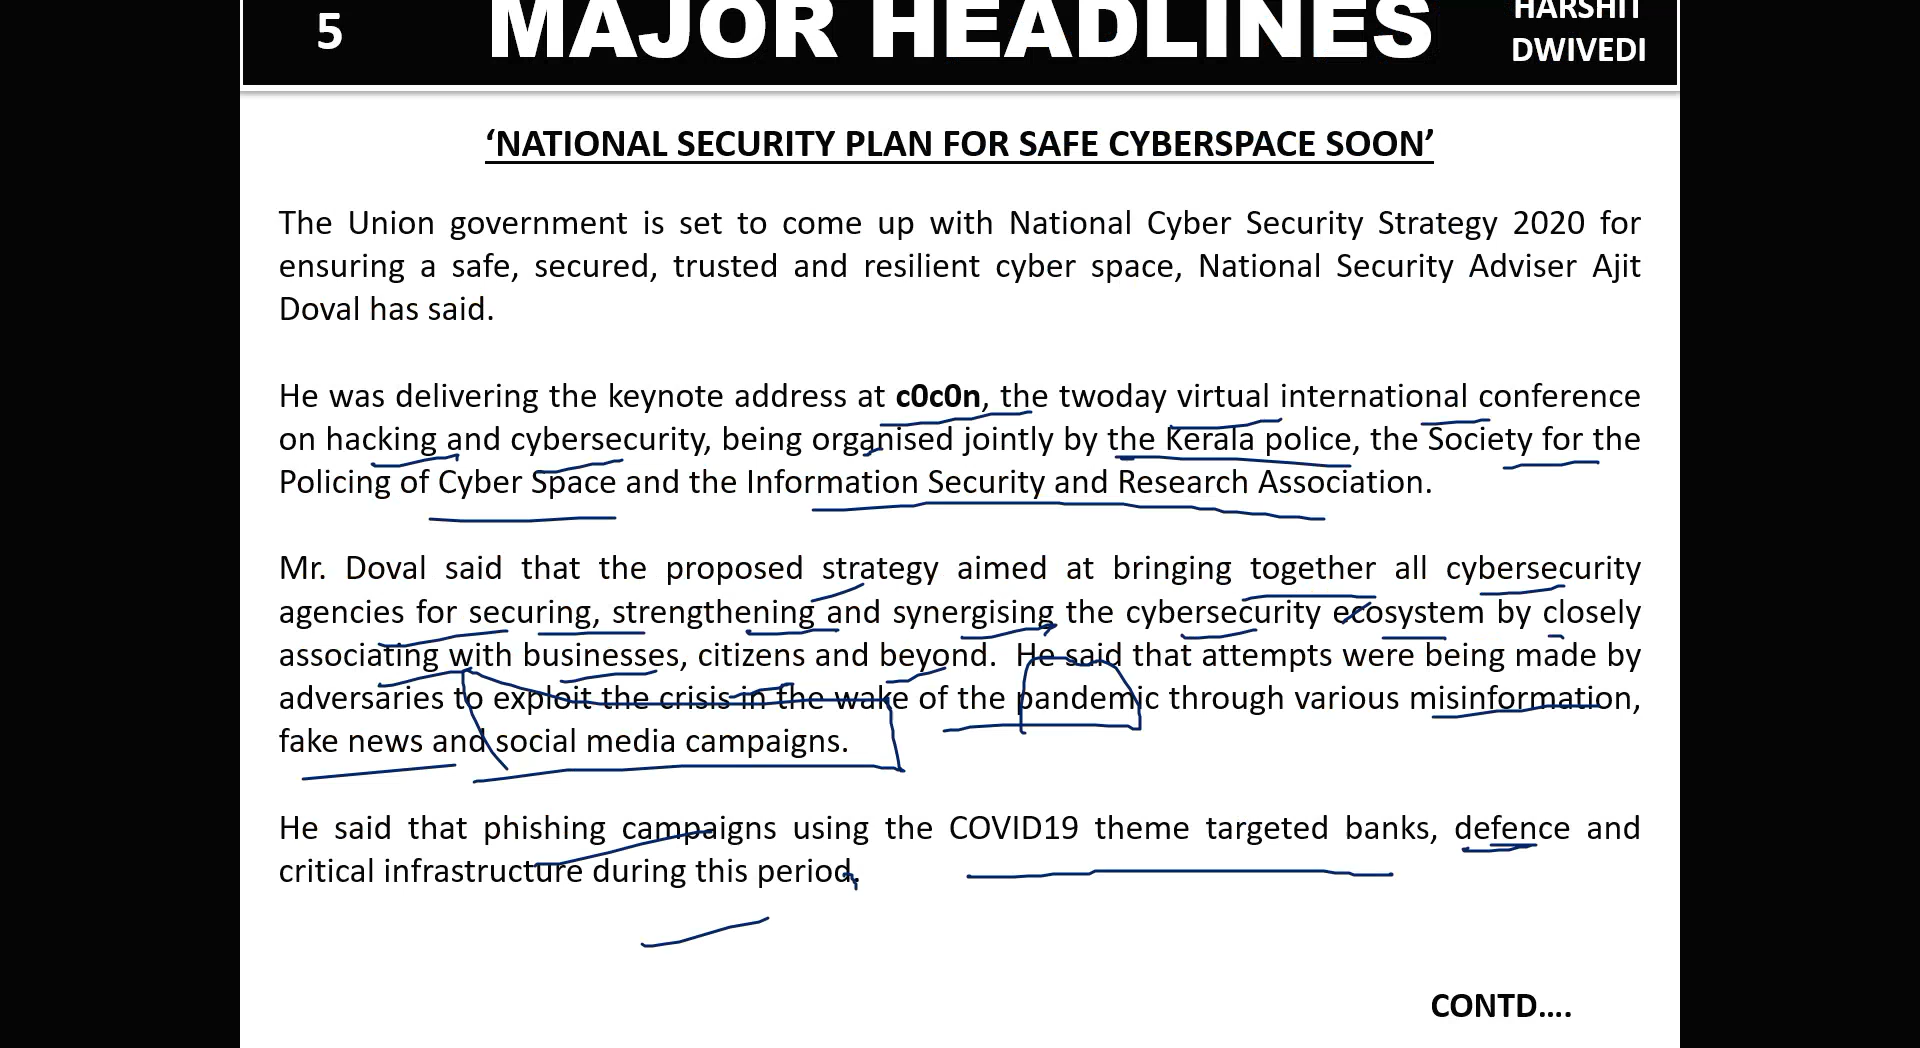 5
MAJOR HEADLINES
HARSHIT
DWIVEDI
‘NATIONAL SECURITY PLAN FOR SAFE CYBERSPACE SOON’
The Union government is set to come up with National Cyber Security Strategy 2020 for
ensuring a safe, secured, trusted and resilient cyber space, National Security Adviser Ajit
Doval has said.
He was delivering the keynote address at c0c0n, the twoday virtual international conference
on hacking and cybersecurity, being organised jointly by the Kerala police, the Society for the
Policing of Cyber Space and the Information Security and Research Association.
Mr. Doval said that the proposed strategy aimed at bringing together all cybersecurity
agencies for securing, strengthening and synergising the cybersecurity ecosystem by closely
associating with businesses, citizens and beyond. He said that attempts were being made by
adversaries to exploit the crisis in the wake of the pandemic through various misinformation,
fake news and social media campaigns.
He said that phishing campaigns using the COVID19 theme targeted banks, defence and
critical infrastructure during this period.
CONTD....